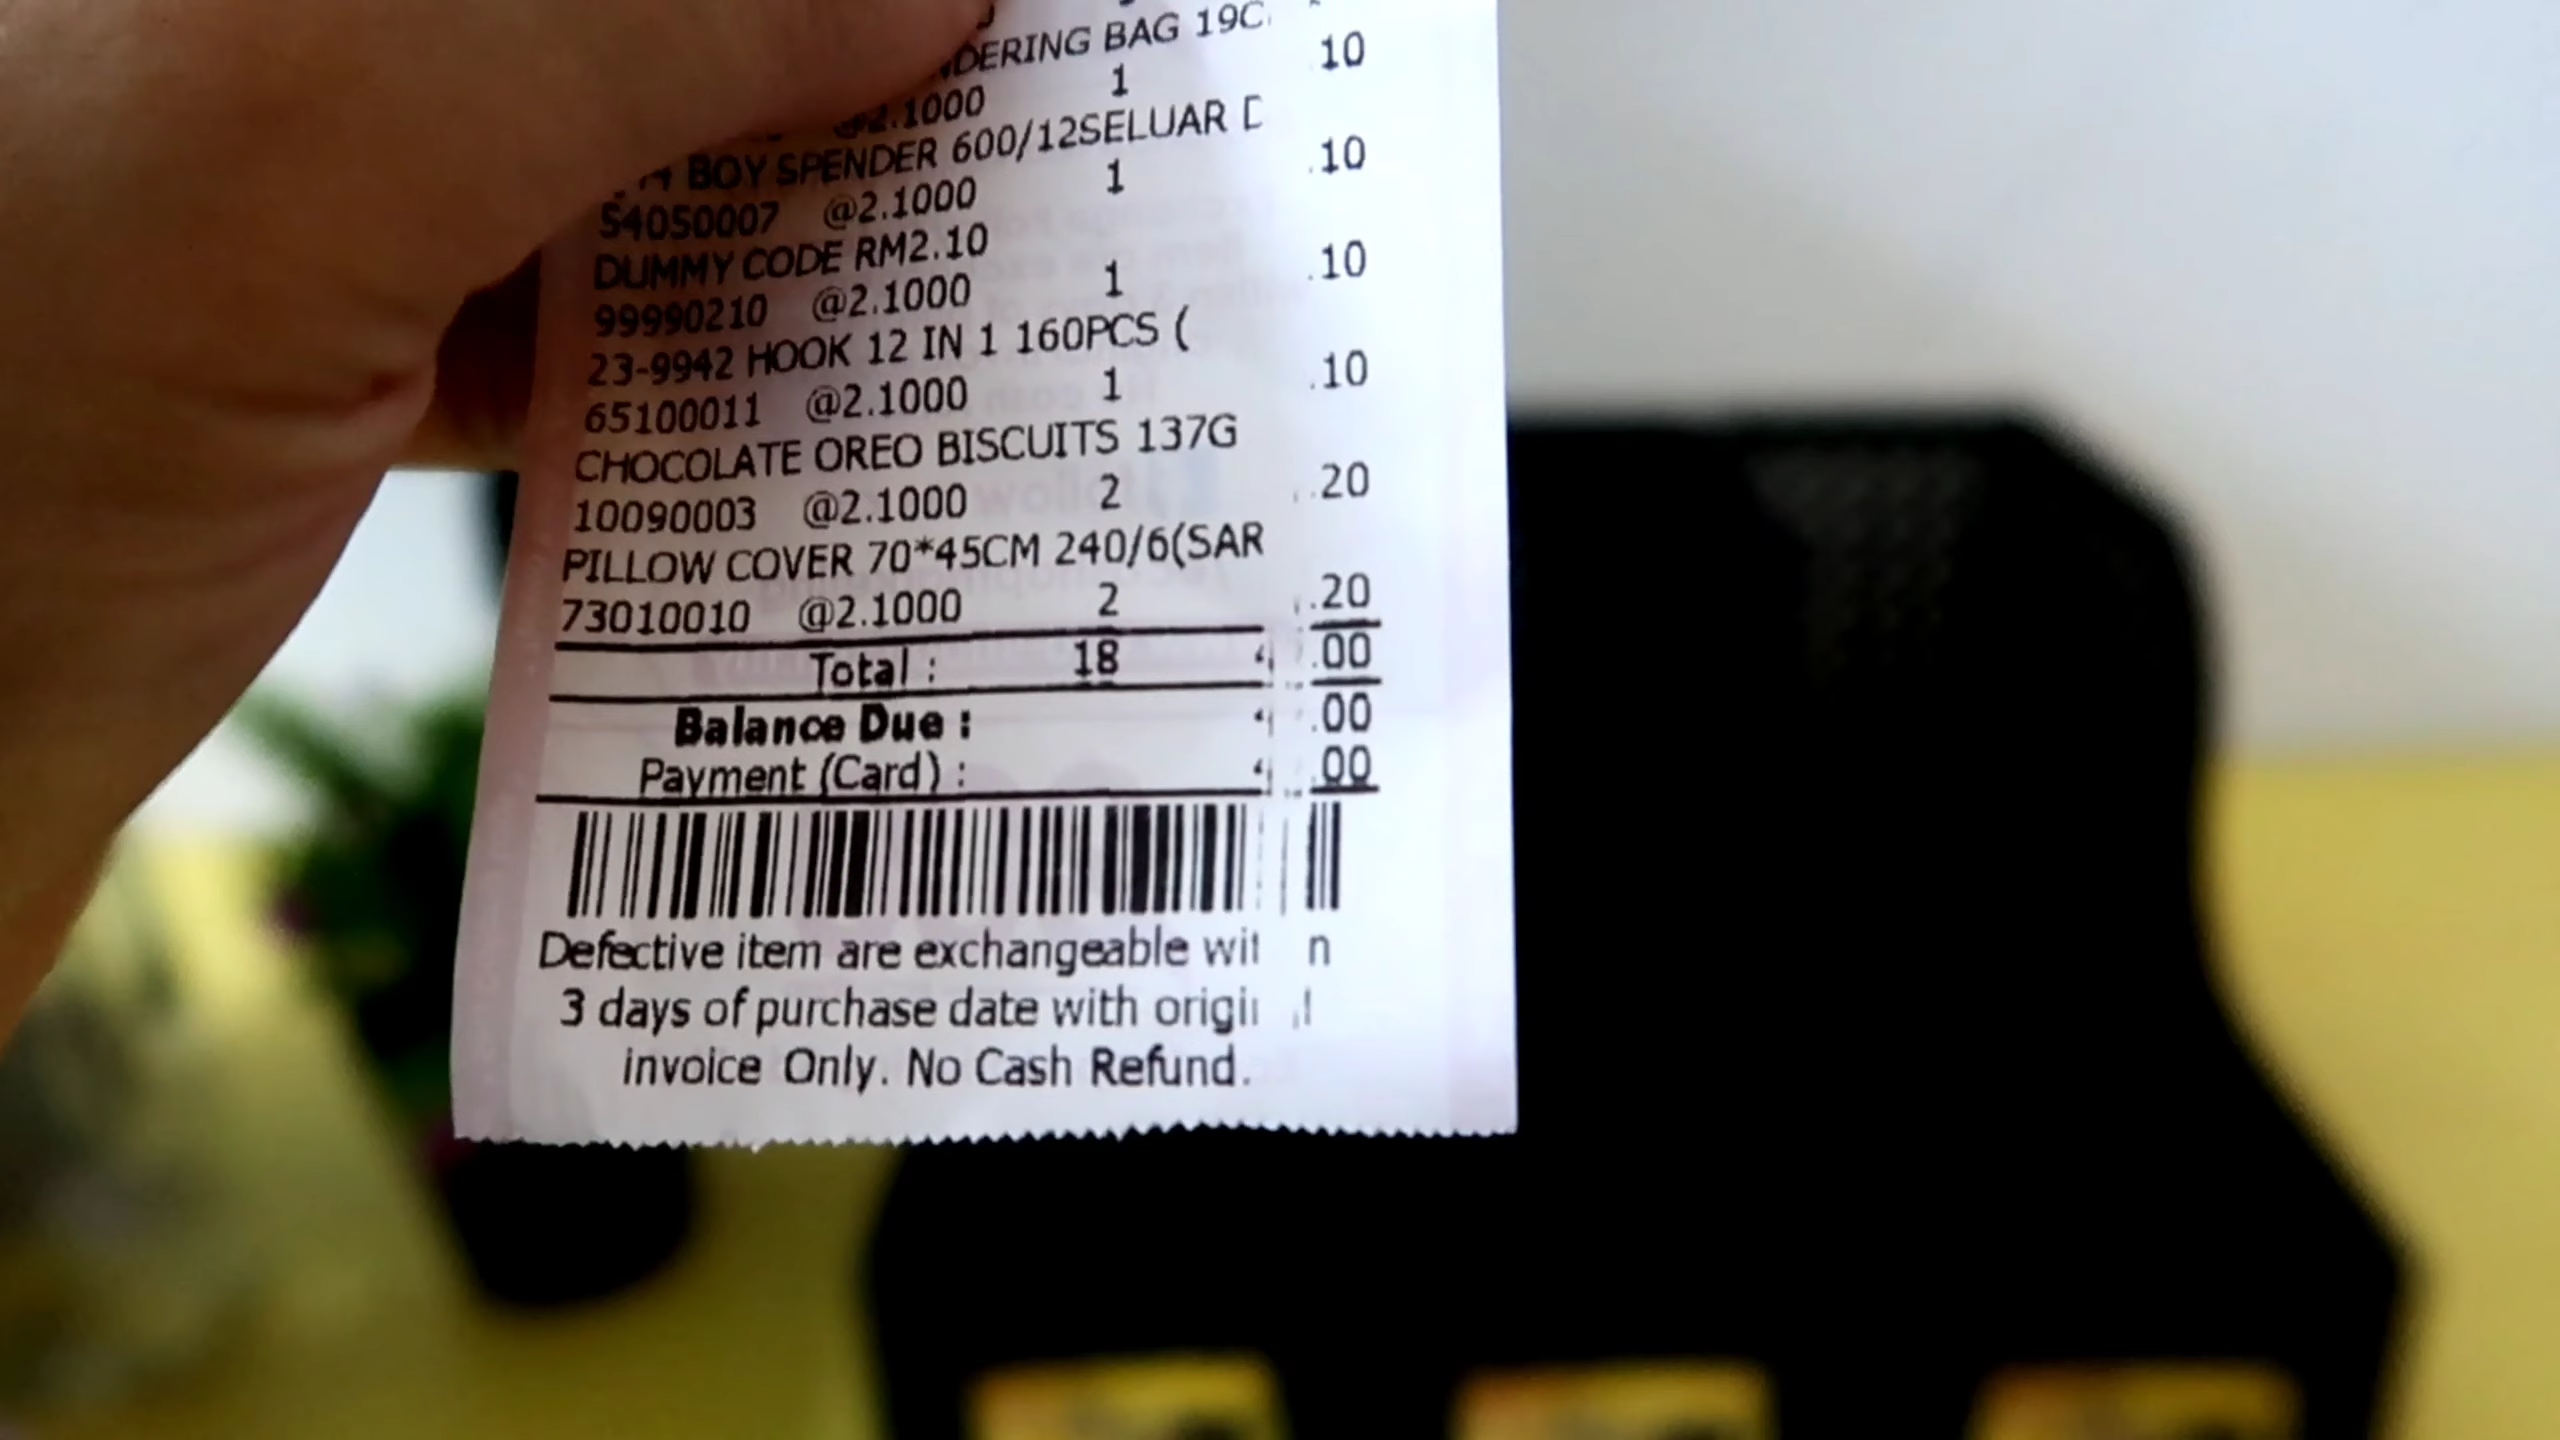 BAG 19C
10
@2.1000 1
BOY SPENDER 600/12SELUAR D
.10
54050007 @2.1000 1
DUMMY CODE RM2.10
.10
99990210 @2.1000 1
23-9942 HOOK 12 IN 1 160PCS (
.10
65100011 @2.1000 1
CHOCOLATE OREO BISCUITS 137G
10090003 @2.1000 2 .20
PILLOW COVER 70*45CM 240/6(SAR
73010010 @2.1000 2 .20
Total : 18 .00
Balance Due : .00
Payment (Card) : .00
Defective item are exchangeable
3 days of purchase date with
invoice Only. No Cash Refund.